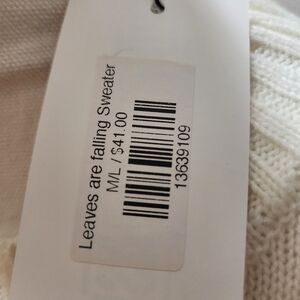 Leaves are falling Sweater
M/L / $41.00
13639109